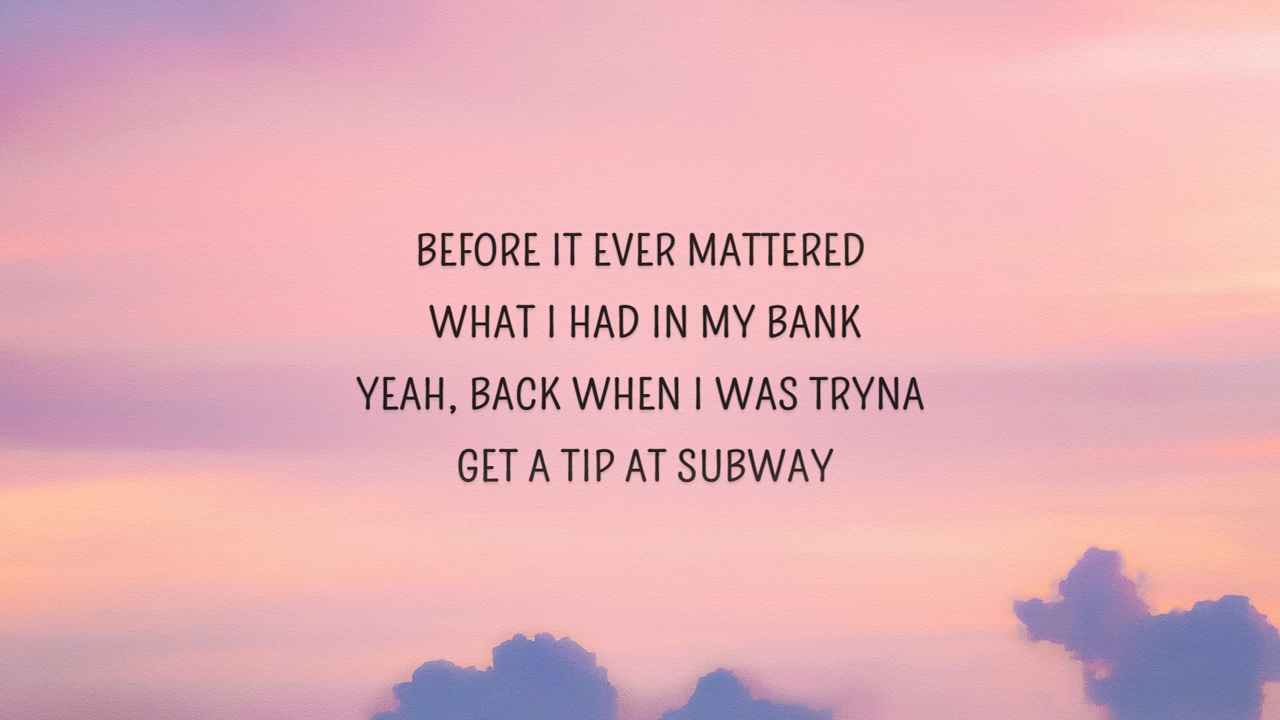 BEFORE IT EVER MATTERED
WHAT I HAD IN MY BANK
YEAH, BACK WHEN I WAS TRYNA
GET A TIP AT SUBWAY